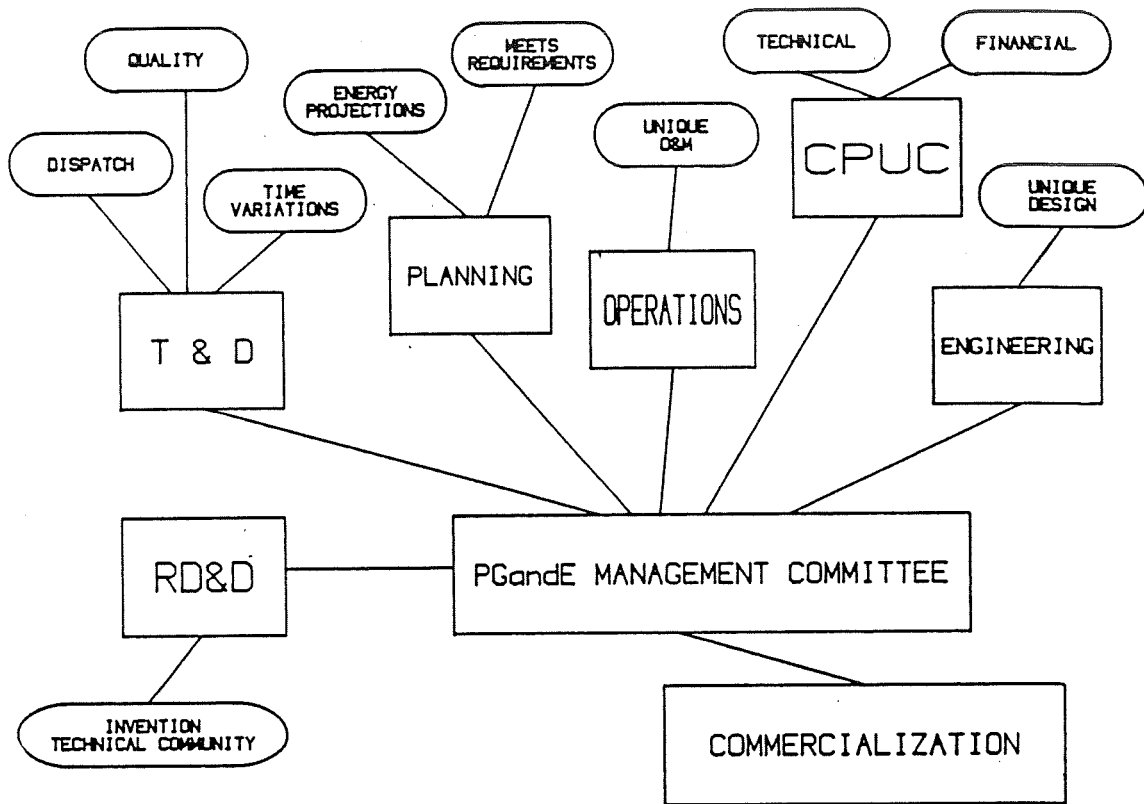 QUALITY
MEETS
REQUIREMENTS
TECHNICAL
FINANCIAL
ENERGY
PROJECTIONS
UNIQUE
O&M
CPUC
DISPATCH
TIME
VARIATIONS
UNIQUE
DESIGN
PLANNING
OPERATIONS
T & D
ENGINEERING
RD&D
PGandE MANAGEMENT COMMITTEE
INVENTION
TECHNICAL COMMUNITY
COMMERCIALIZATION